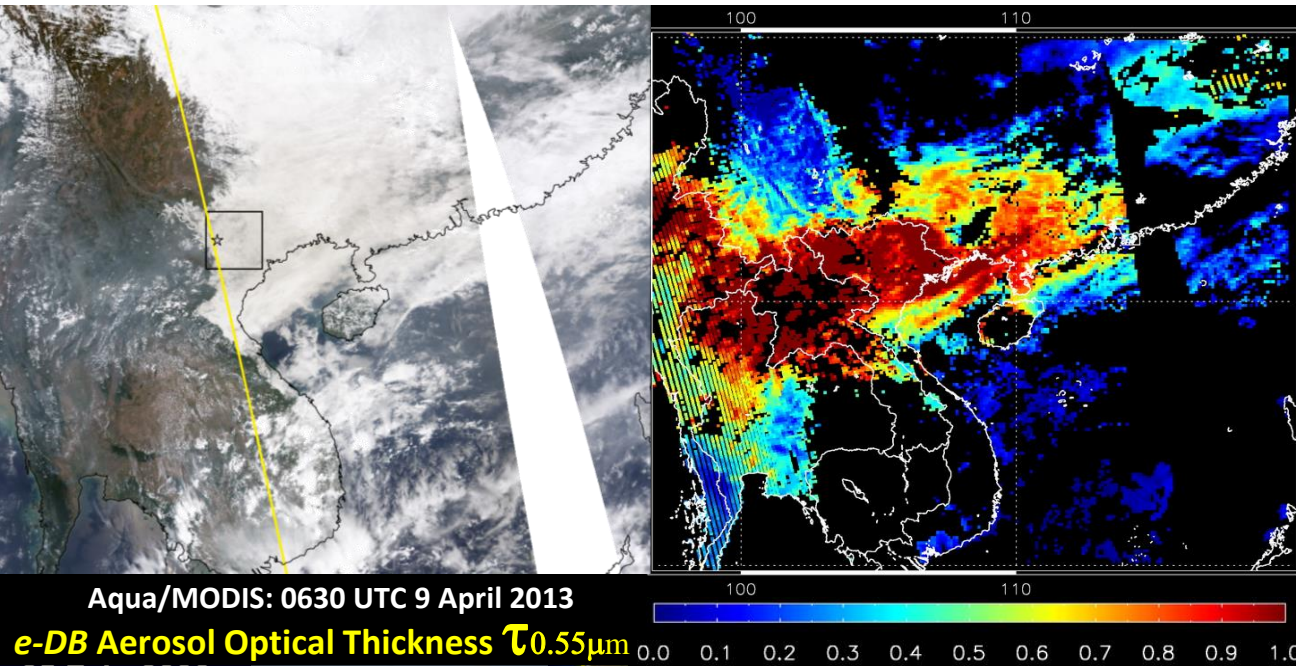 100 110
100 110
Aqua/MODIS: 0630 UTC 9 April 2013
e-DB Aerosol Optical Thickness τ0.55µm
0.0 0.1 0.2 0.3 0.4 0.5 0.6 0.7 0.8 0.9 1.0